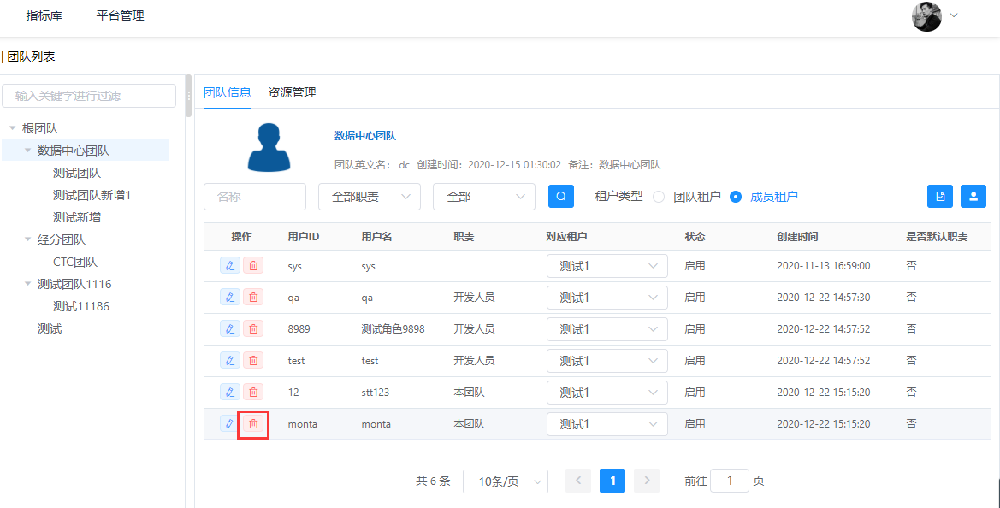 指标库 平台管理
| 团队列表
输入关键字进行过滤
根团队
数据中心团队
测试团队
测试团队新增1
测试新增
经分团队
CTC团队
测试团队1116
测试11186
测试
团队信息 资源管理
数据中心团队
团队英文名： dc 创建时间：2020-12-15 01:30:02 备注：数据中心团队
名称 全部职责 全部 租户类型 团队租户 成员租户
操作 用户ID 用户名 职责 对应租户 状态 创建时间 是否默认职责
sys sys 测试1 启用 2020-11-13 16:59:00 否
qa qa 开发人员 测试1 启用 2020-12-22 14:57:30 否
8989 测试角色9898 开发人员 测试1 启用 2020-12-22 14:57:52 否
test test 开发人员 测试1 启用 2020-12-22 14:57:52 否
12 stt123 本团队 测试1 启用 2020-12-22 15:15:20 否
monta monta 本团队 测试1 启用 2020-12-22 15:15:20 否
共 6 条 10条/页 1 前往 1 页